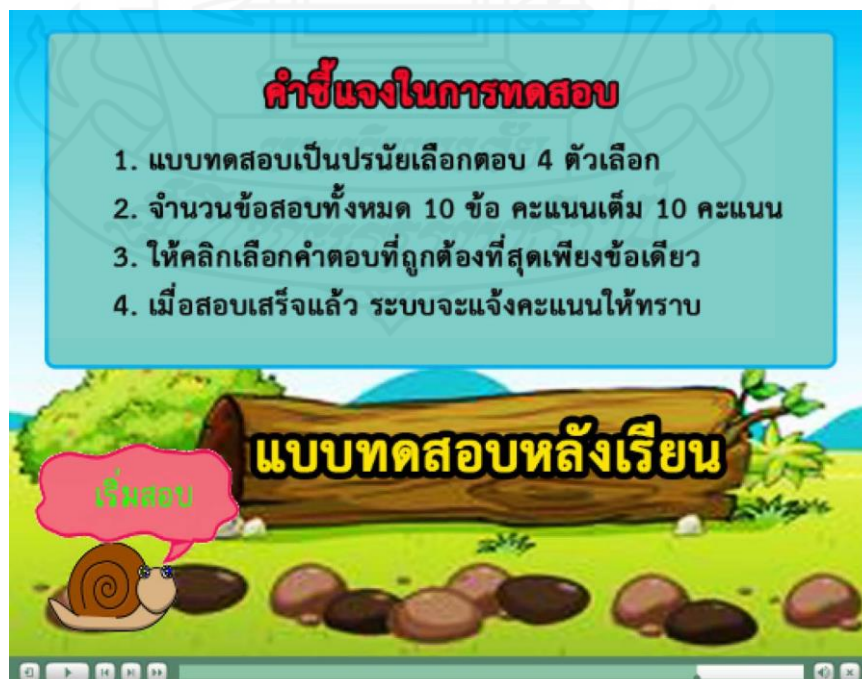 คำชี้แจงในการทดสอบ
1. แบบทดสอบเป็นปรนัยเลือกตอบ 4 ตัวเลือก
2. จำนวนข้อสอบทั้งหมด 10 ข้อ คะแนนเต็ม 10 คะแนน
3. ให้คลิกเลือกคำตอบที่ถูกต้องที่สุดเพียงข้อเดียว
4. เมื่อสอบเสร็จแล้ว ระบบจะแจ้งคะแนนให้ทราบ
แบบทดสอบหลังเรียน
เริ่มสอบ